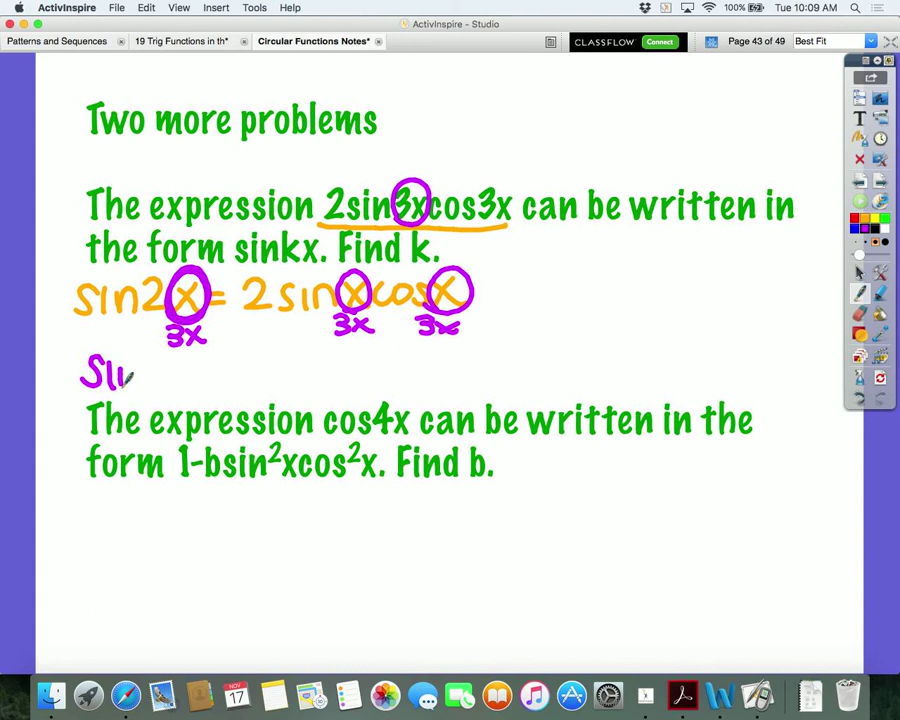 ActivInspire File Edit View Insert Tools Help 100% Tue 10:09 AM
ActivInspire - Studio
Patterns and Sequences 19 Trig Functions in th* Circular Functions Notes* CLASSFLOW Connect Page 43 of 49 Best Fit
Two more problems
The expression 2sin3xcos3x can be written in
the form sinkx. Find k.
sin2x = 2sinxcosx
3x 3x 3x
The expression cos4x can be written in the
form 1-bsin²xcos²x. Find b.
NOV
17